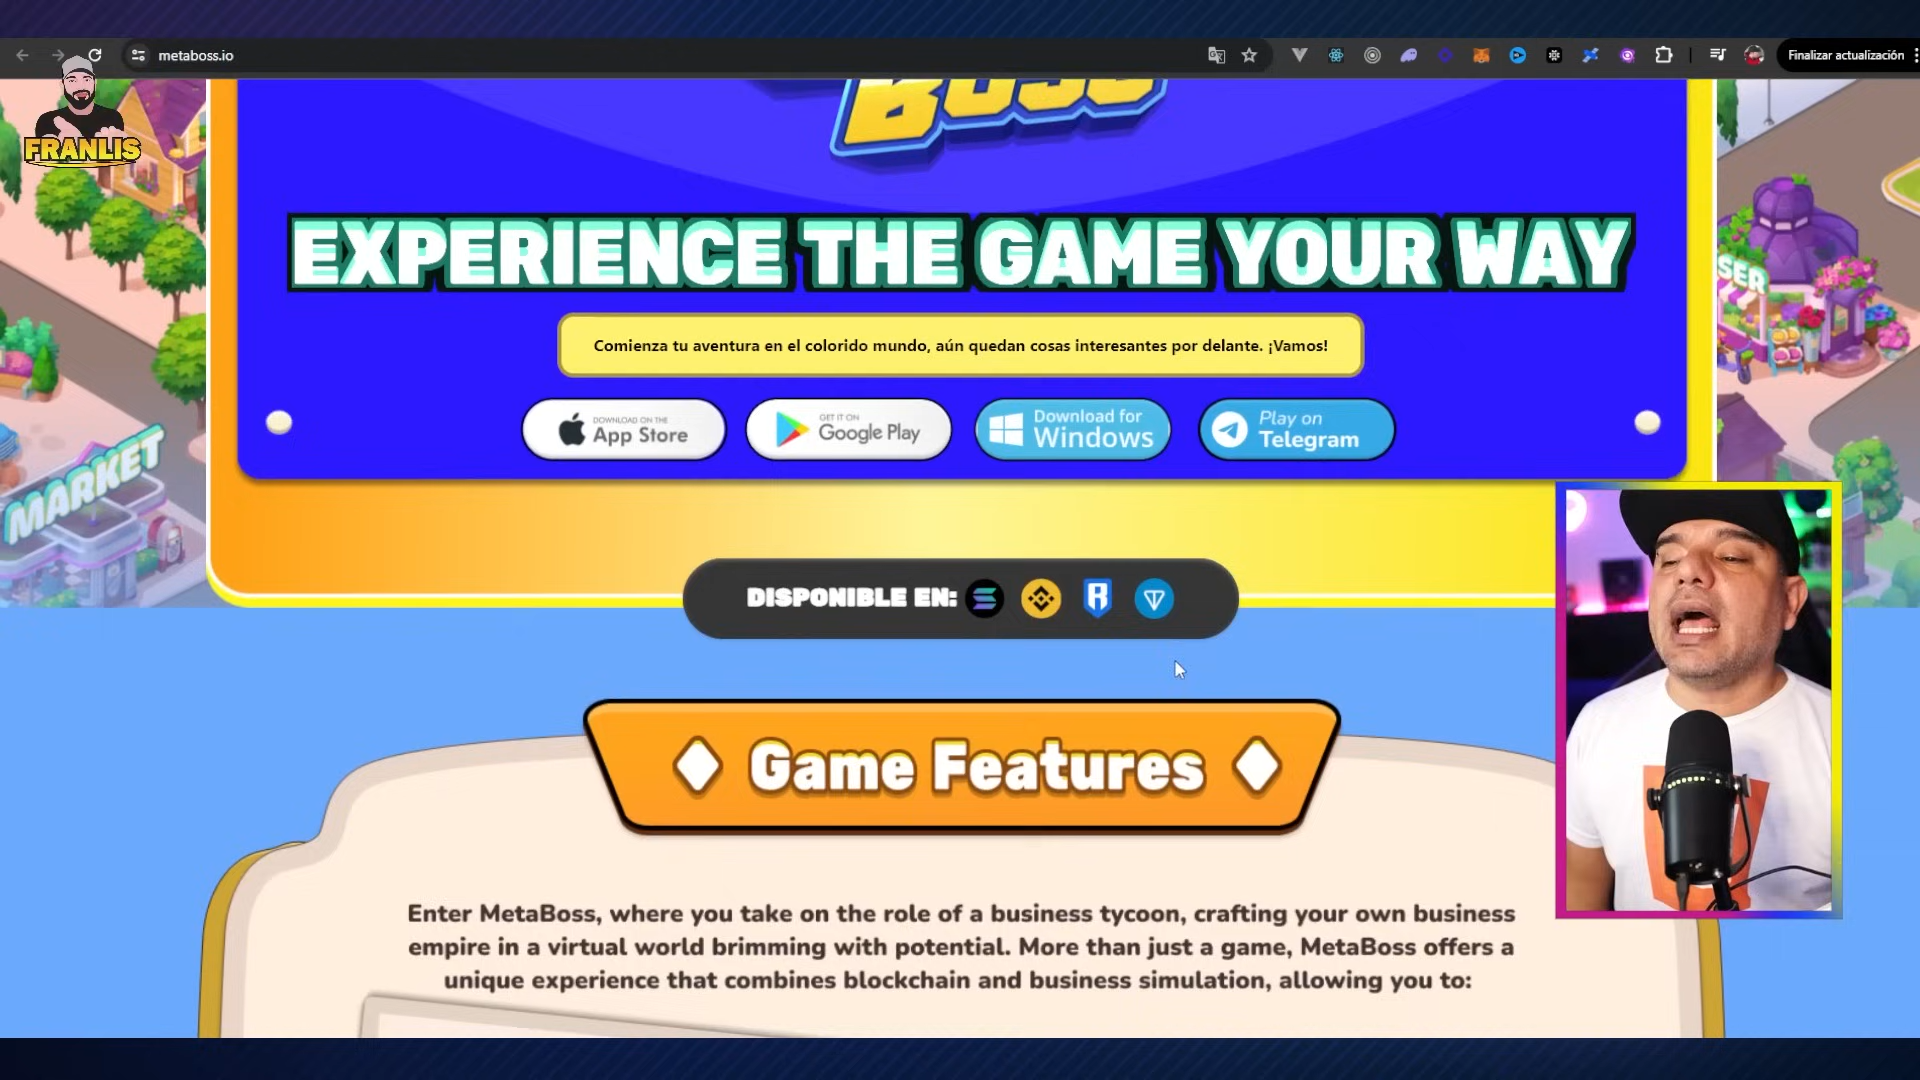 metaboss.io
Finalizar actualización
FRANLIS
BOSS
EXPERIENCE THE GAME YOUR WAY
Comienza tu aventura en el colorido mundo, aún quedan cosas interesantes por delante. ¡Vamos!
DOWNLOAD ON THE
App Store
GET IT ON
Google Play
Download for
Windows
Play on
Telegram
MARKET
SER
DISPONIBLE EN:
Game Features
Enter MetaBoss, where you take on the role of a business tycoon, crafting your own business
empire in a virtual world brimming with potential. More than just a game, MetaBoss offers a
unique experience that combines blockchain and business simulation, allowing you to: